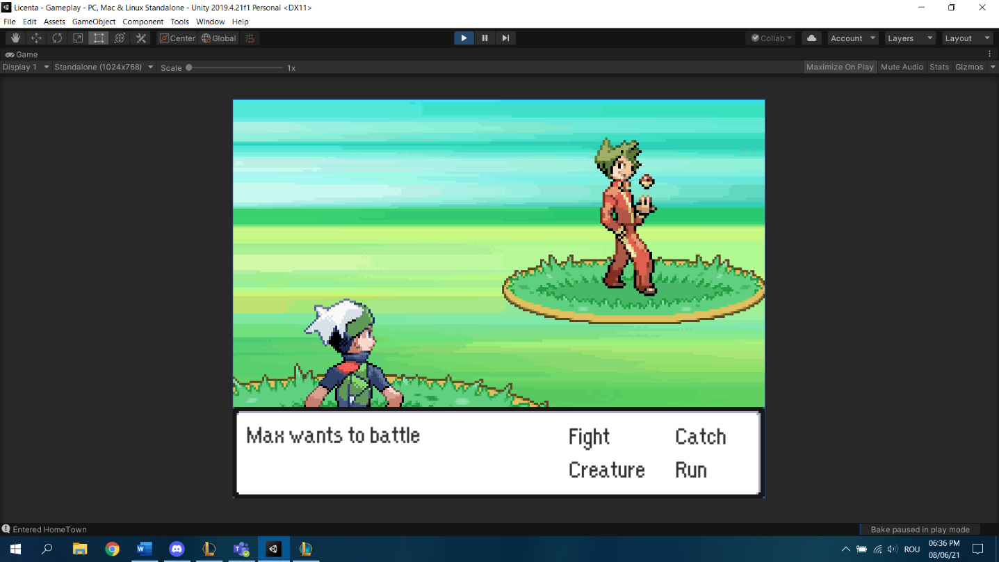 Licenta - Gameplay - PC, Mac & Linux Standalone - Unity 2019.4.21f1 Personal <DX11>
File Edit Assets GameObject Component Tools Window Help
Center Global Collab Account Layers Layout
Game
Display 1 Standalone (1024x768) Scale 1x Maximize On Play Mute Audio Stats Gizmos
Max wants to battle
Fight Catch
Creature Run
Entered HomeTown
Bake paused in play mode
06:36 PM
ROU
08/06/21